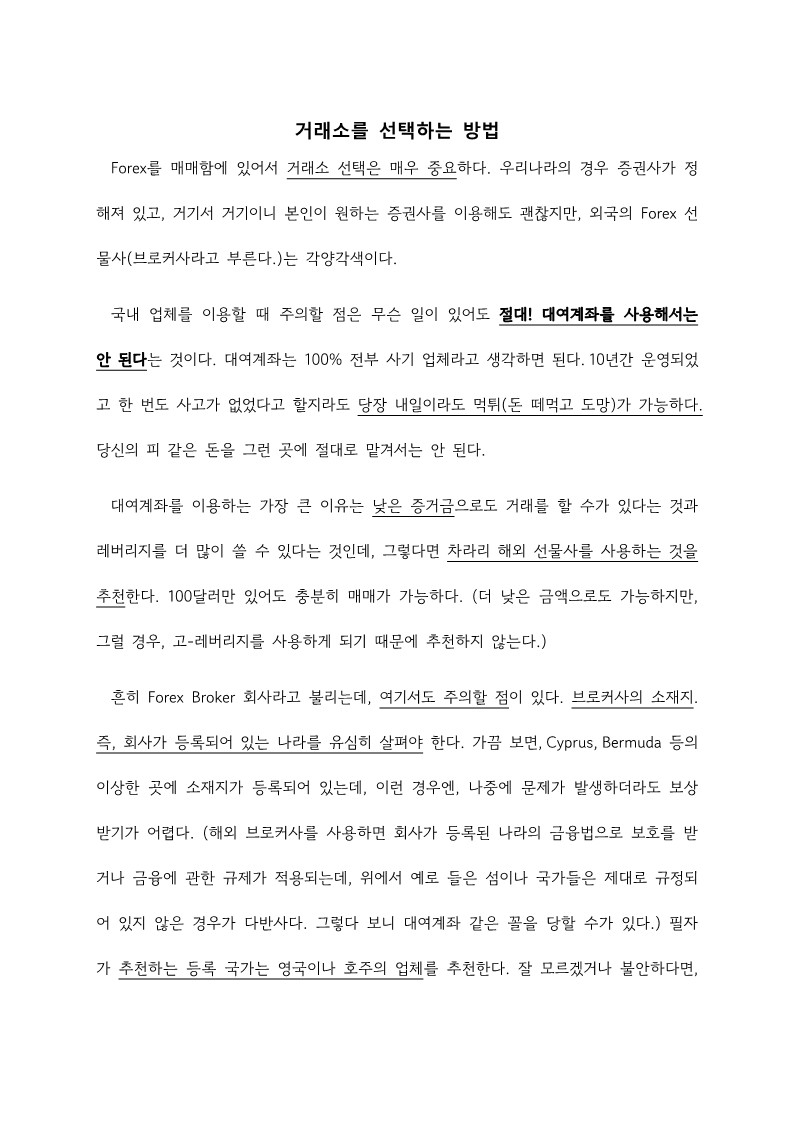 거래소를 선택하는 방법
Forex를 매매함에 있어서 거래소 선택은 매우 중요하다. 우리나라의 경우 증권사가 정
해져 있고, 거기서 거기이니 본인이 원하는 증권사를 이용해도 괜찮지만, 외국의 Forex 선
물사(브로커사라고 부른다.)는 각양각색이다.
국내 업체를 이용할 때 주의할 점은 무슨 일이 있어도 절대! 대여계좌를 사용해서는
안 된다는 것이다. 대여계좌는 100% 전부 사기 업체라고 생각하면 된다. 10년간 운영되었
고 한 번도 사고가 없었다고 할지라도 당장 내일이라도 먹튀(돈 떼먹고 도망)가 가능하다.
당신의 피 같은 돈을 그런 곳에 절대로 맡겨서는 안 된다.
대여계좌를 이용하는 가장 큰 이유는 낮은 증거금으로도 거래를 할 수가 있다는 것과
레버리지를 더 많이 쓸 수 있다는 것인데, 그렇다면 차라리 해외 선물사를 사용하는 것을
추천한다. 100달러만 있어도 충분히 매매가 가능하다. (더 낮은 금액으로도 가능하지만,
그럴 경우, 고-레버리지를 사용하게 되기 때문에 추천하지 않는다.)
흔히 Forex Broker 회사라고 불리는데, 여기서도 주의할 점이 있다. 브로커사의 소재지.
즉, 회사가 등록되어 있는 나라를 유심히 살펴야 한다. 가끔 보면, Cyprus, Bermuda 등의
이상한 곳에 소재지가 등록되어 있는데, 이런 경우엔, 나중에 문제가 발생하더라도 보상
받기가 어렵다. (해외 브로커사를 사용하면 회사가 등록된 나라의 금융법으로 보호를 받
거나 금융에 관한 규제가 적용되는데, 위에서 예로 들은 섬이나 국가들은 제대로 규정되
어 있지 않은 경우가 다반사다. 그렇다 보니 대여계좌 같은 꼴을 당할 수가 있다.) 필자
가 추천하는 등록 국가는 영국이나 호주의 업체를 추천한다. 잘 모르겠거나 불안하다면,